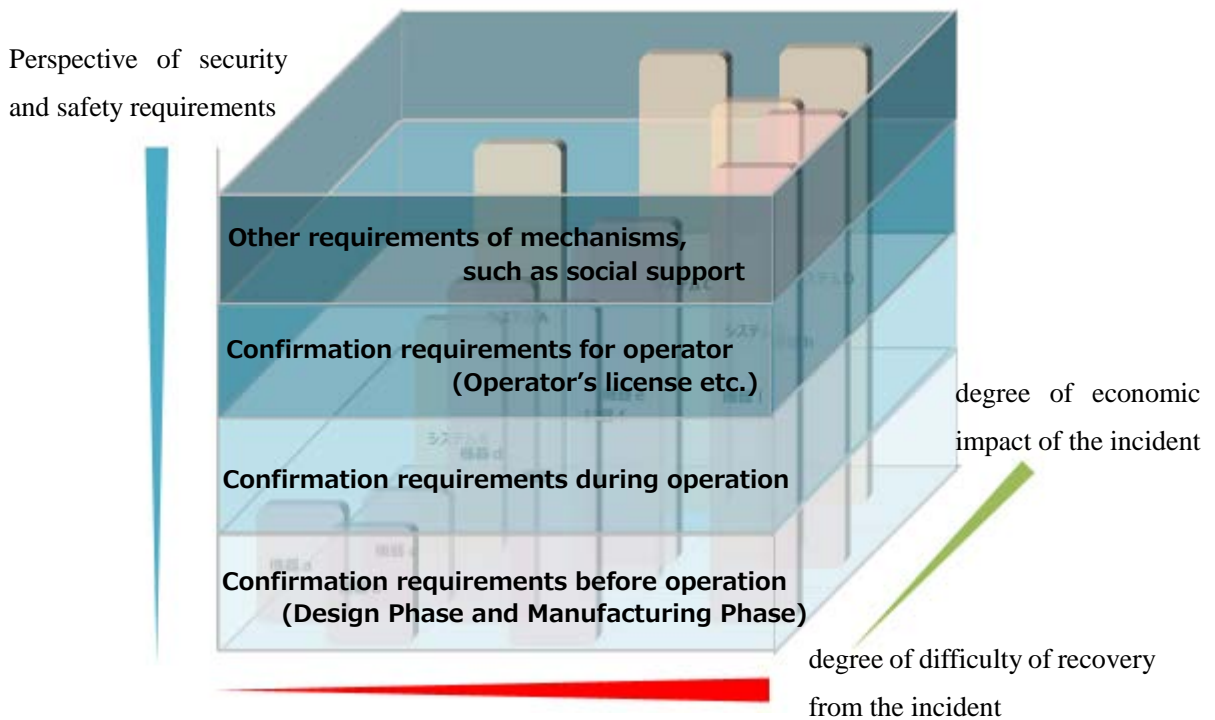 Perspective of security
and safety requirements
Other requirements of mechanisms,
such as social support
Confirmation requirements for operator
(Operator's license etc.)
degree of economic
impact of the incident
Confirmation requirements during operation
Confirmation requirements before operation
(Design Phase and Manufacturing Phase)
degree of difficulty of recovery
from the incident